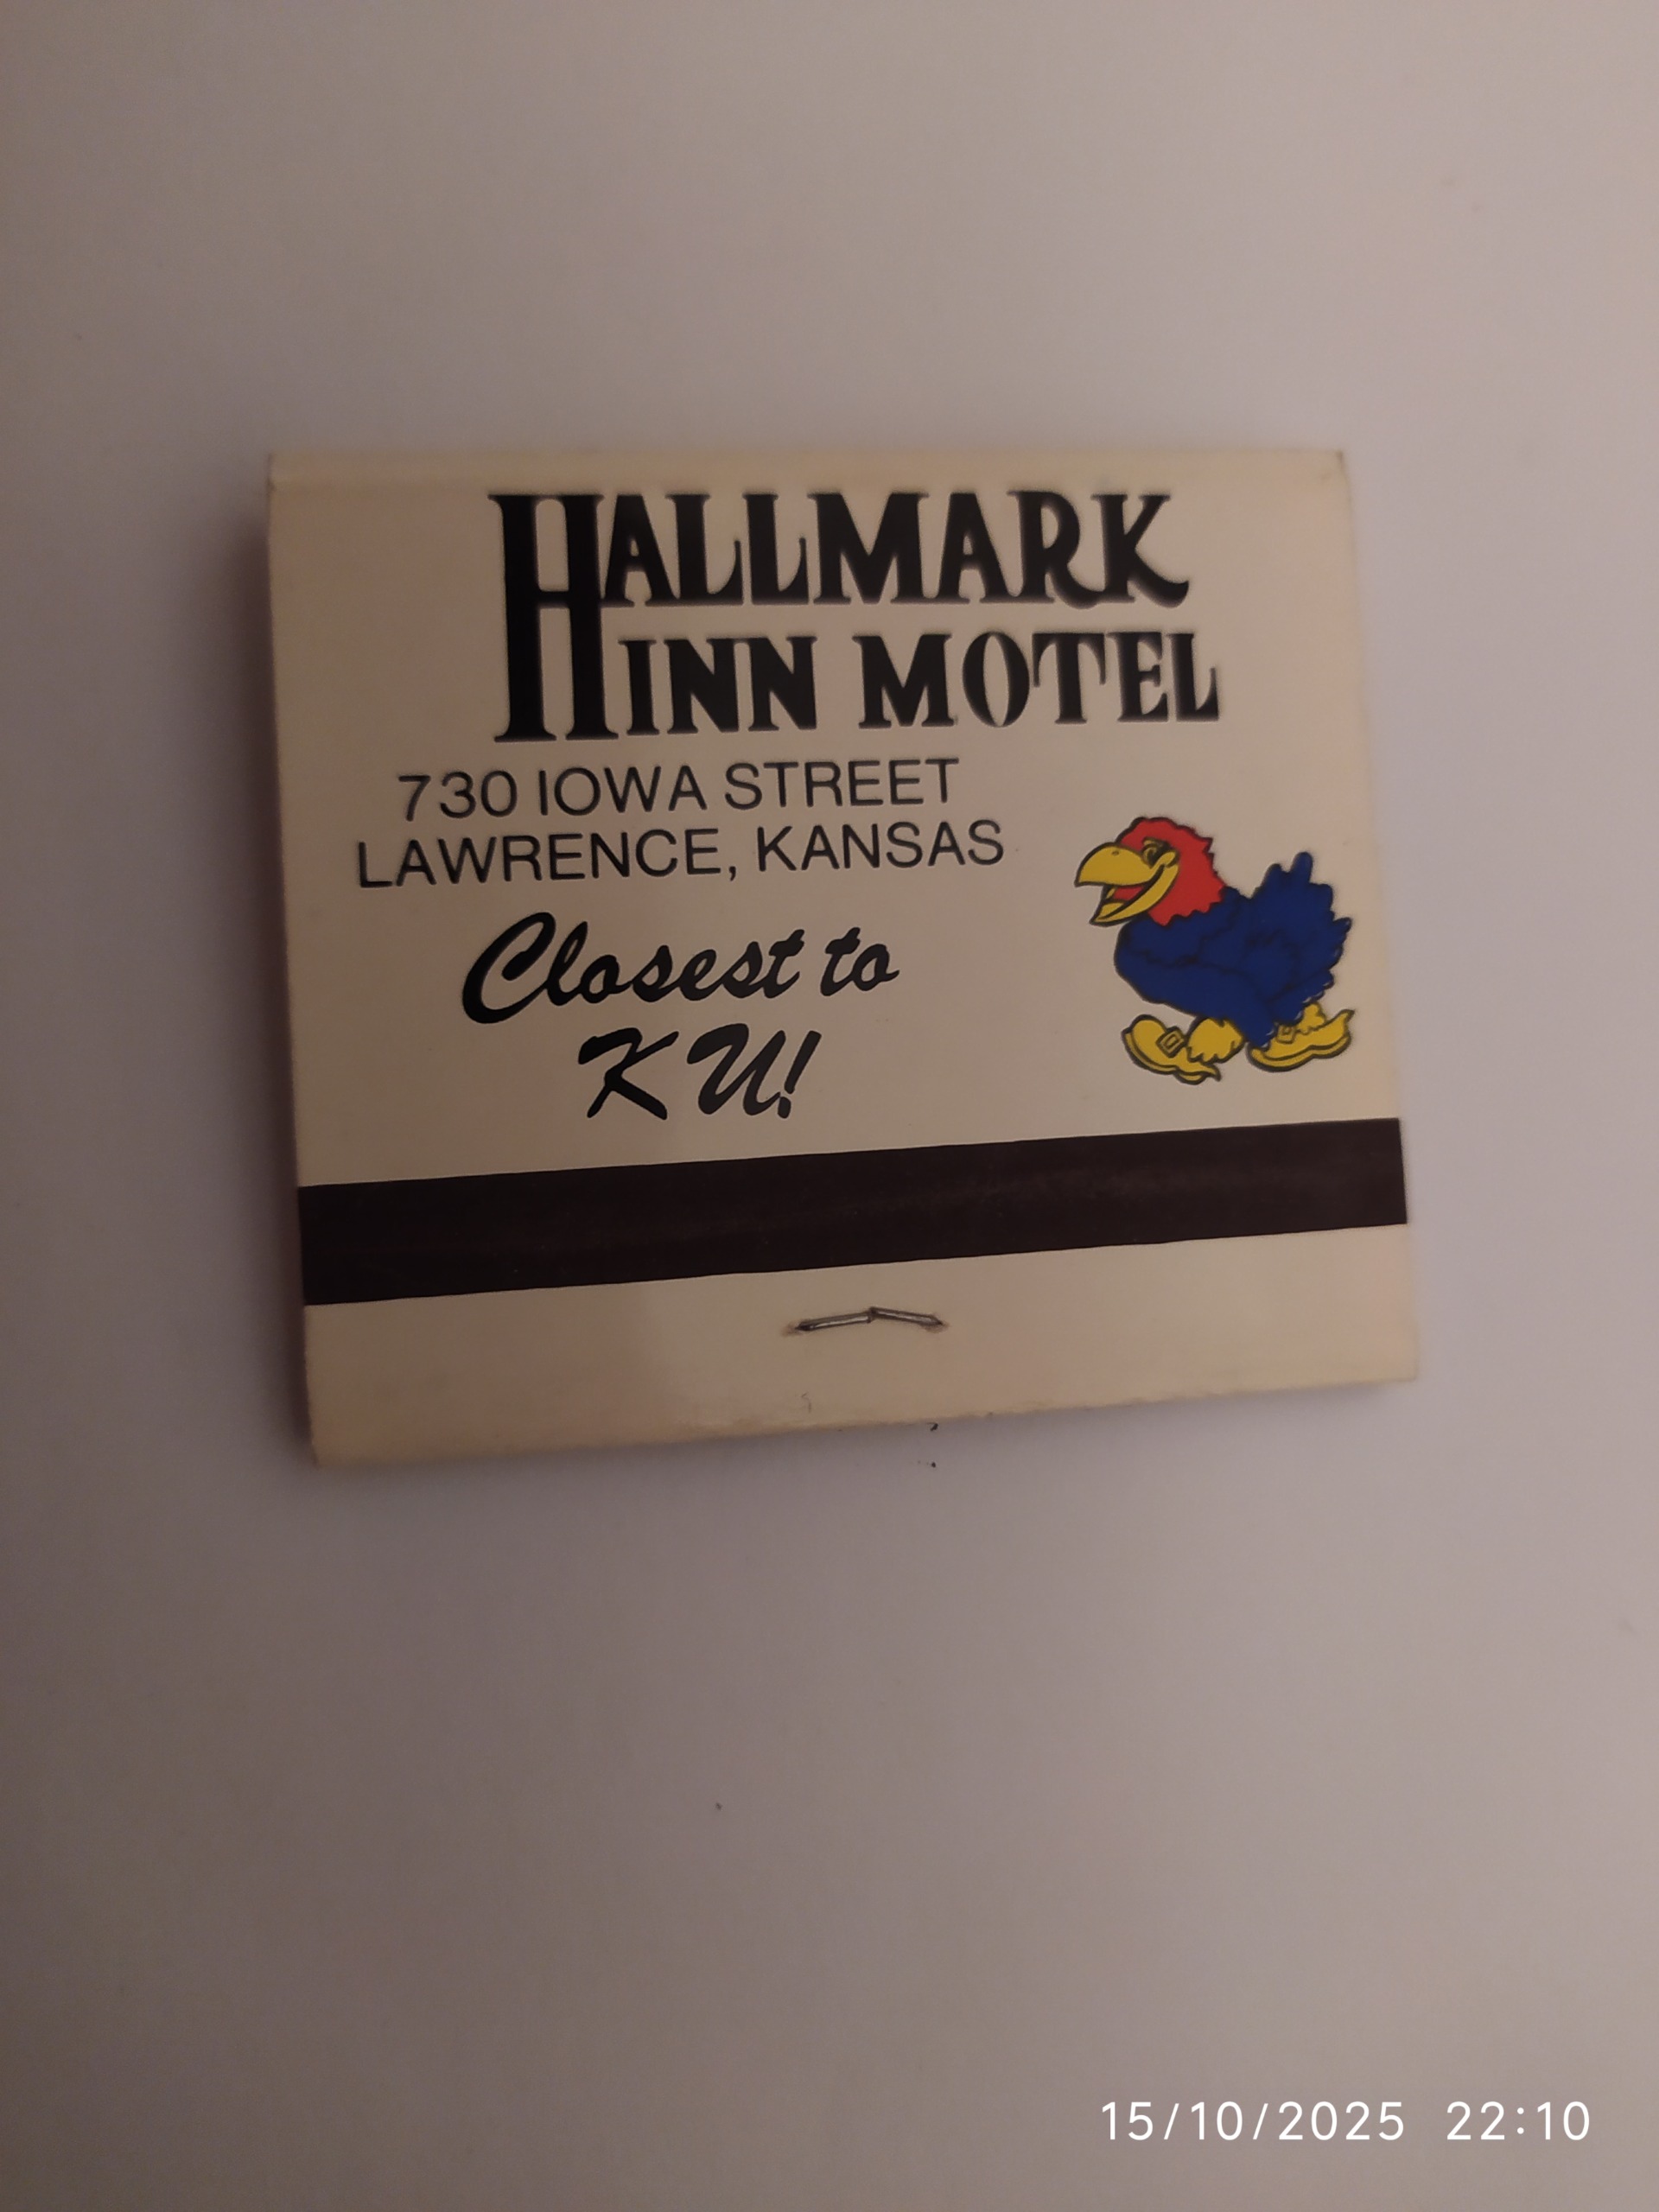 HALLMARK
INN MOTEL
730 IOWA STREET
LAWRENCE, KANSAS
Closest to
KU!
15/10/2025 22:10